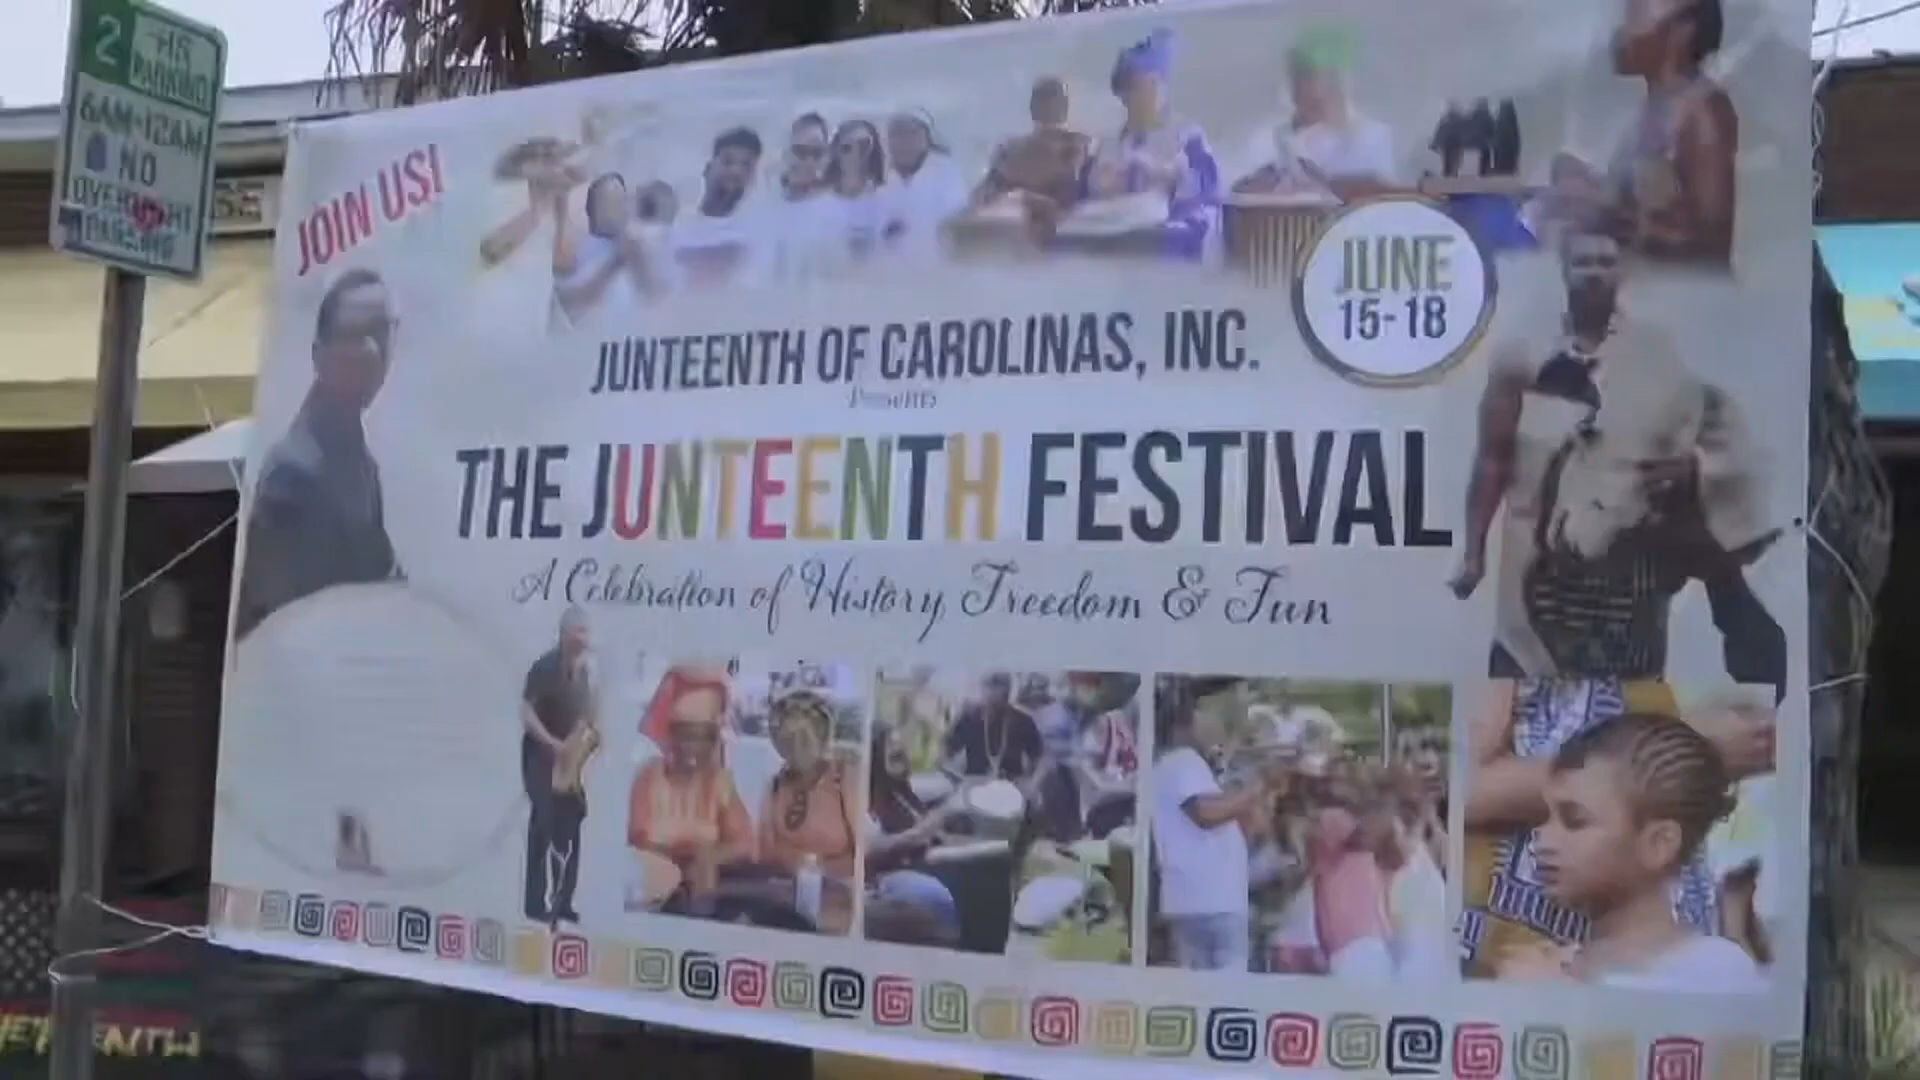 2 HR
PARKING
6AM-12AM
NO
OVERNIGHT
PARKING
JOIN US!
JUNE
15-18
JUNTEENTH OF CAROLINAS, INC.
Presents
THE JUNTEENTH FESTIVAL
A Celebration of History, Freedom & Fun